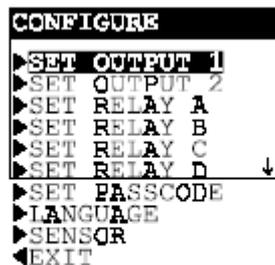 CONFIGURE
SET OUTPUT 1
SET OUTPUT 2
SET RELAY A
SET RELAY B
SET RELAY C
SET RELAY D
SET PASSCODE
LANGUAGE
SENSOR
EXIT